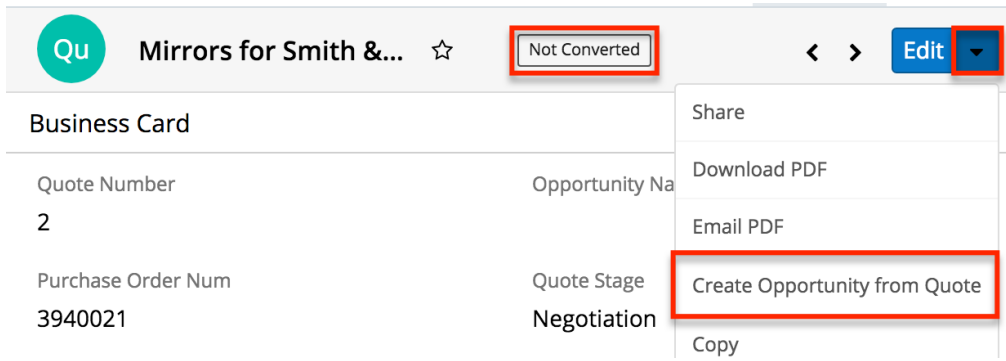 Qu Mirrors for Smith &... Not Converted Edit
Share
Business Card
Download PDF
Quote Number Opportunity Na
2
Email PDF
Purchase Order Num Quote Stage Create Opportunity from Quote
3940021 Negotiation
Copy